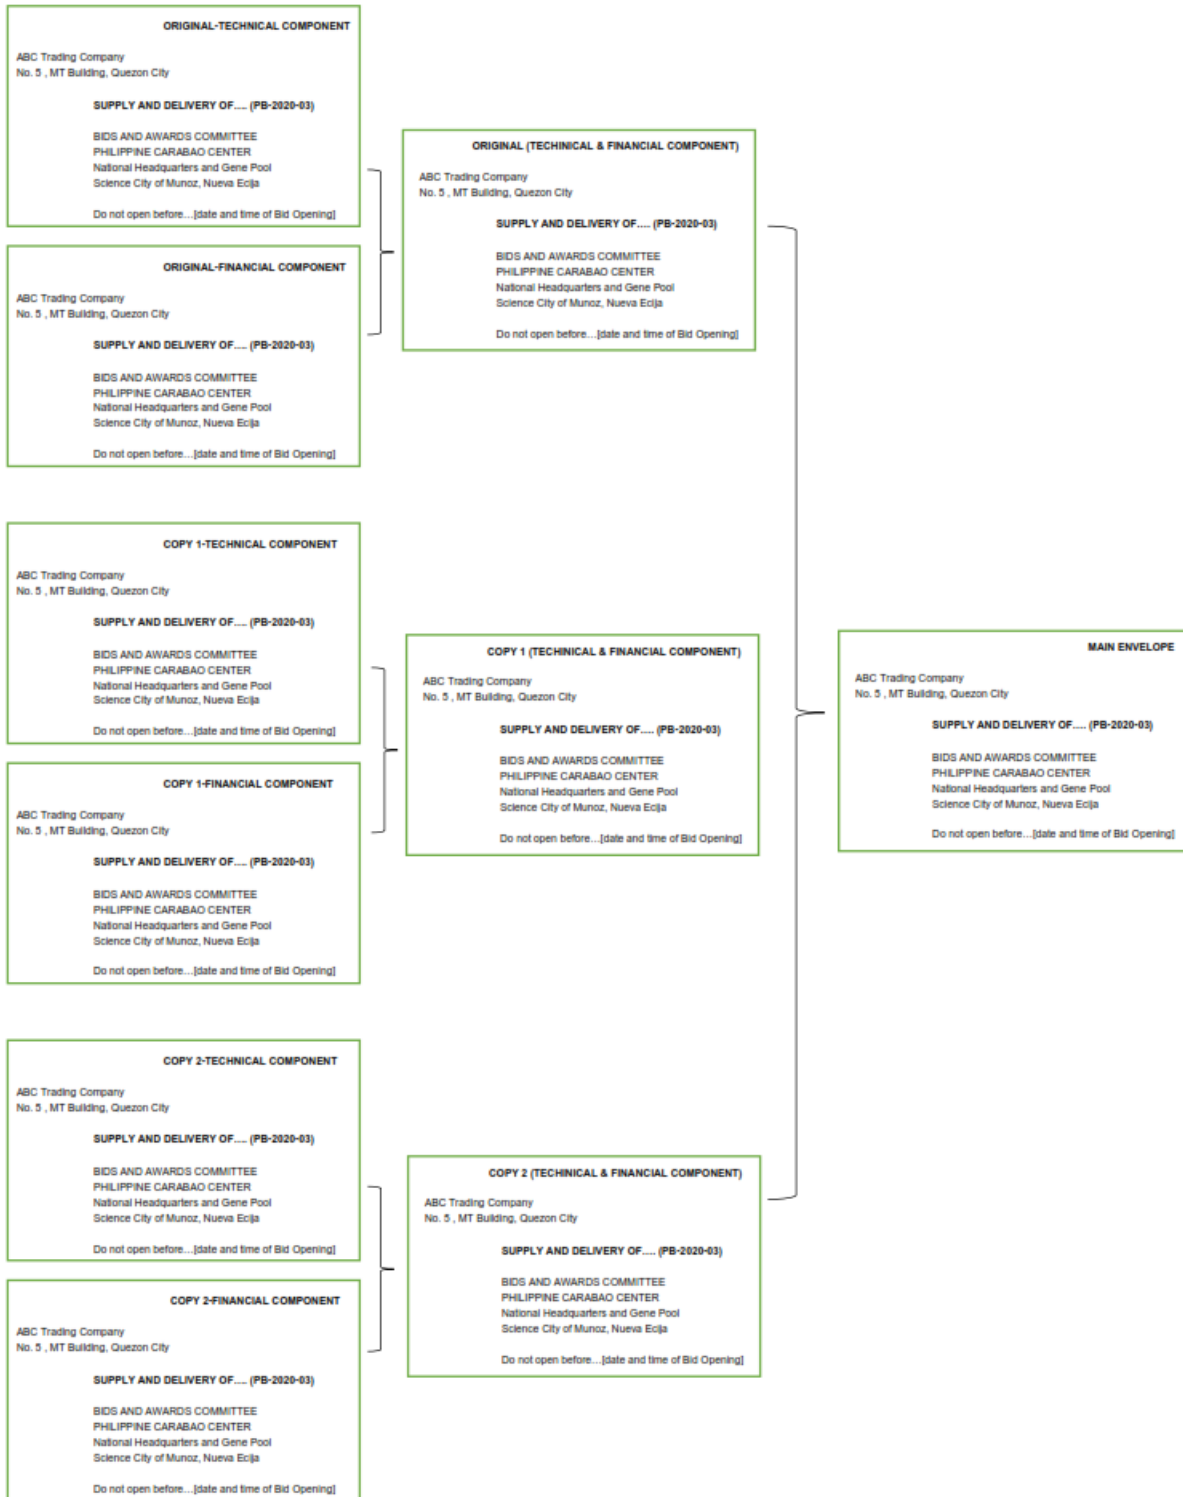 ORIGINAL-TECHNICAL COMPONENT
ABC Trading Company
No. 5 , MT Building, Quezon City
SUPPLY AND DELIVERY OF.... (PB-2020-03)
BIDS AND AWARDS COMMITTEE
PHILIPPINE CARABAO CENTER
National Headquarters and Gene Pool
Science City of Munoz, Nueva Ecija
Do not open before...[date and time of Bid Opening]
ORIGINAL-FINANCIAL COMPONENT
ABC Trading Company
No. 5 , MT Building, Quezon City
SUPPLY AND DELIVERY OF.... (PB-2020-03)
BIDS AND AWARDS COMMITTEE
PHILIPPINE CARABAO CENTER
National Headquarters and Gene Pool
Science City of Munoz, Nueva Ecija
Do not open before...[date and time of Bid Opening]
ORIGINAL (TECHINICAL & FINANCIAL COMPONENT)
ABC Trading Company
No. 5 , MT Building, Quezon City
SUPPLY AND DELIVERY OF.... (PB-2020-03)
BIDS AND AWARDS COMMITTEE
PHILIPPINE CARABAO CENTER
National Headquarters and Gene Pool
Science City of Munoz, Nueva Ecija
Do not open before...[date and time of Bid Opening]
COPY 1-TECHNICAL COMPONENT
ABC Trading Company
No. 5 , MT Building, Quezon City
SUPPLY AND DELIVERY OF.... (PB-2020-03)
BIDS AND AWARDS COMMITTEE
PHILIPPINE CARABAO CENTER
National Headquarters and Gene Pool
Science City of Munoz, Nueva Ecija
Do not open before...[date and time of Bid Opening]
COPY 1-FINANCIAL COMPONENT
ABC Trading Company
No. 5 , MT Building, Quezon City
SUPPLY AND DELIVERY OF.... (PB-2020-03)
BIDS AND AWARDS COMMITTEE
PHILIPPINE CARABAO CENTER
National Headquarters and Gene Pool
Science City of Munoz, Nueva Ecija
Do not open before...[date and time of Bid Opening]
COPY 1 (TECHINICAL & FINANCIAL COMPONENT)
ABC Trading Company
No. 5 , MT Building, Quezon City
SUPPLY AND DELIVERY OF.... (PB-2020-03)
BIDS AND AWARDS COMMITTEE
PHILIPPINE CARABAO CENTER
National Headquarters and Gene Pool
Science City of Munoz, Nueva Ecija
Do not open before...[date and time of Bid Opening]
COPY 2-TECHNICAL COMPONENT
ABC Trading Company
No. 5 , MT Building, Quezon City
SUPPLY AND DELIVERY OF.... (PB-2020-03)
BIDS AND AWARDS COMMITTEE
PHILIPPINE CARABAO CENTER
National Headquarters and Gene Pool
Science City of Munoz, Nueva Ecija
Do not open before...[date and time of Bid Opening]
COPY 2-FINANCIAL COMPONENT
ABC Trading Company
No. 5 , MT Building, Quezon City
SUPPLY AND DELIVERY OF.... (PB-2020-03)
BIDS AND AWARDS COMMITTEE
PHILIPPINE CARABAO CENTER
National Headquarters and Gene Pool
Science City of Munoz, Nueva Ecija
Do not open before...[date and time of Bid Opening]
COPY 2 (TECHINICAL & FINANCIAL COMPONENT)
ABC Trading Company
No. 5 , MT Building, Quezon City
SUPPLY AND DELIVERY OF.... (PB-2020-03)
BIDS AND AWARDS COMMITTEE
PHILIPPINE CARABAO CENTER
National Headquarters and Gene Pool
Science City of Munoz, Nueva Ecija
Do not open before...[date and time of Bid Opening]
MAIN ENVELOPE
ABC Trading Company
No. 5 , MT Building, Quezon City
SUPPLY AND DELIVERY OF.... (PB-2020-03)
BIDS AND AWARDS COMMITTEE
PHILIPPINE CARABAO CENTER
National Headquarters and Gene Pool
Science City of Munoz, Nueva Ecija
Do not open before...[date and time of Bid Opening]